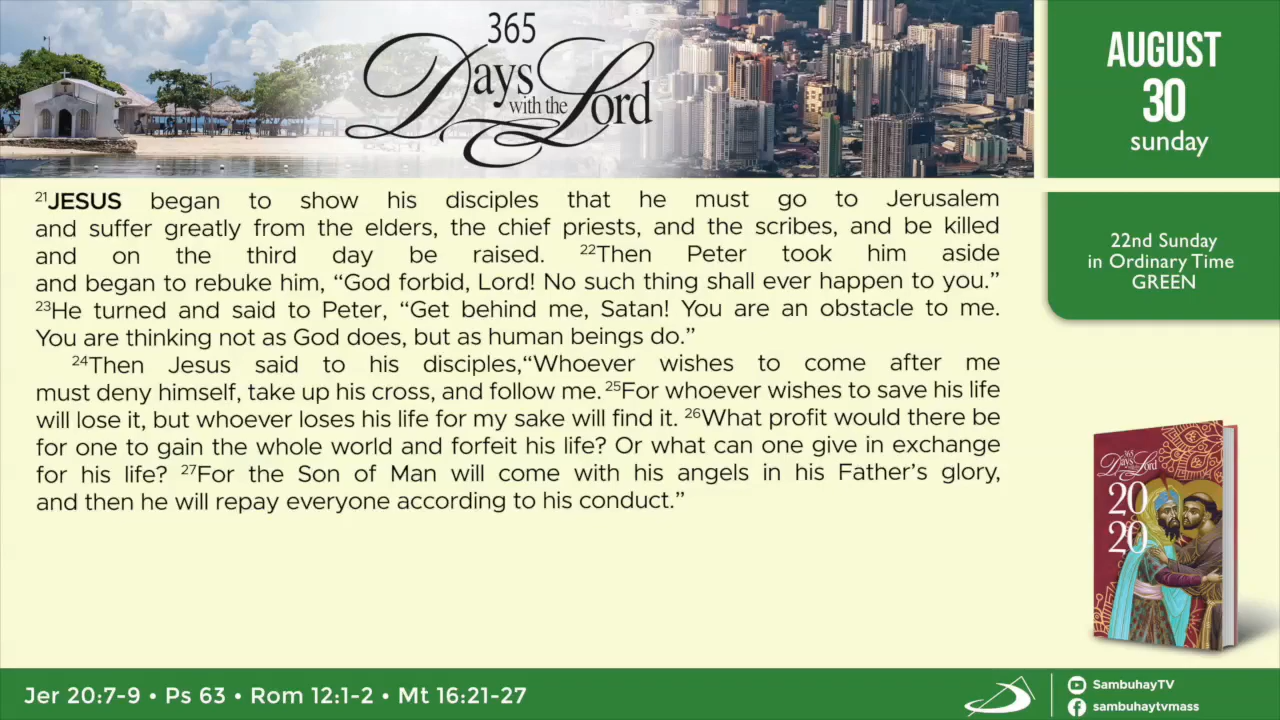 365
Days
with the
Lord
AUGUST
30
sunday
22nd Sunday
in Ordinary Time
GREEN
21JESUS began to show his disciples that he must go to Jerusalem
and suffer greatly from the elders, the chief priests, and the scribes, and be killed
and on the third day be raised. 22Then Peter took him aside
and began to rebuke him, “God forbid, Lord! No such thing shall ever happen to you.”
23He turned and said to Peter, “Get behind me, Satan! You are an obstacle to me.
You are thinking not as God does, but as human beings do.”
24Then Jesus said to his disciples,“Whoever wishes to come after me
must deny himself, take up his cross, and follow me. 25For whoever wishes to save his life
will lose it, but whoever loses his life for my sake will find it. 26What profit would there be
for one to gain the whole world and forfeit his life? Or what can one give in exchange
for his life? 27For the Son of Man will come with his angels in his Father’s glory,
and then he will repay everyone according to his conduct.”
365
Days with the Lord
20
20
Jer 20:7-9 • Ps 63 • Rom 12:1-2 • Mt 16:21-27
SambuhayTV
sambuhaytvmass